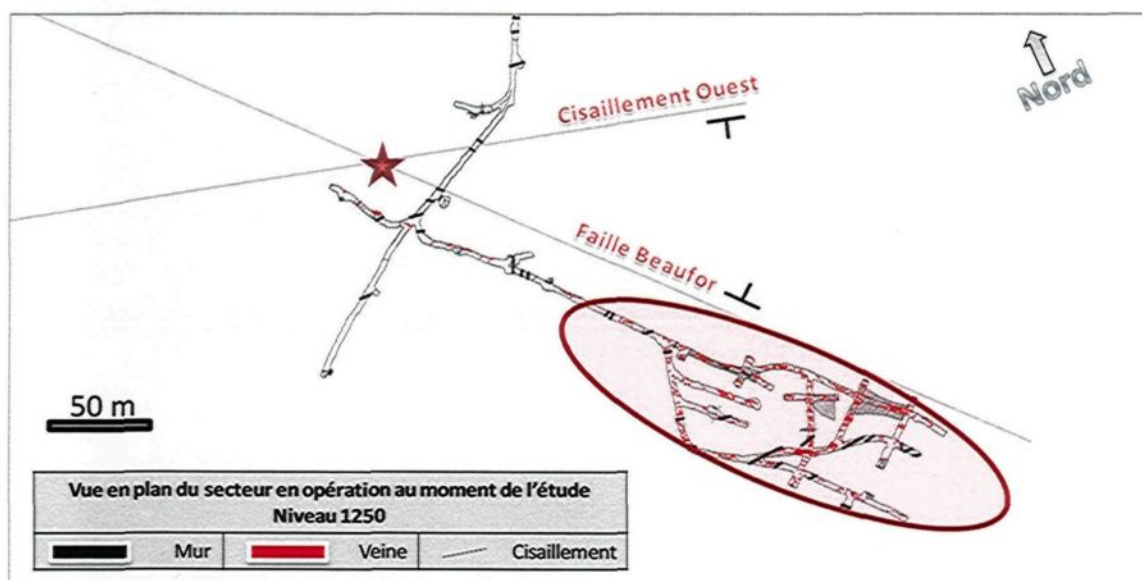 Nord
Cisaillement Ouest
Faille Beaufor
50 m
Vue en plan du secteur en opération au moment de l'étude
Niveau 1250
Mur
Veine
Cisaillement